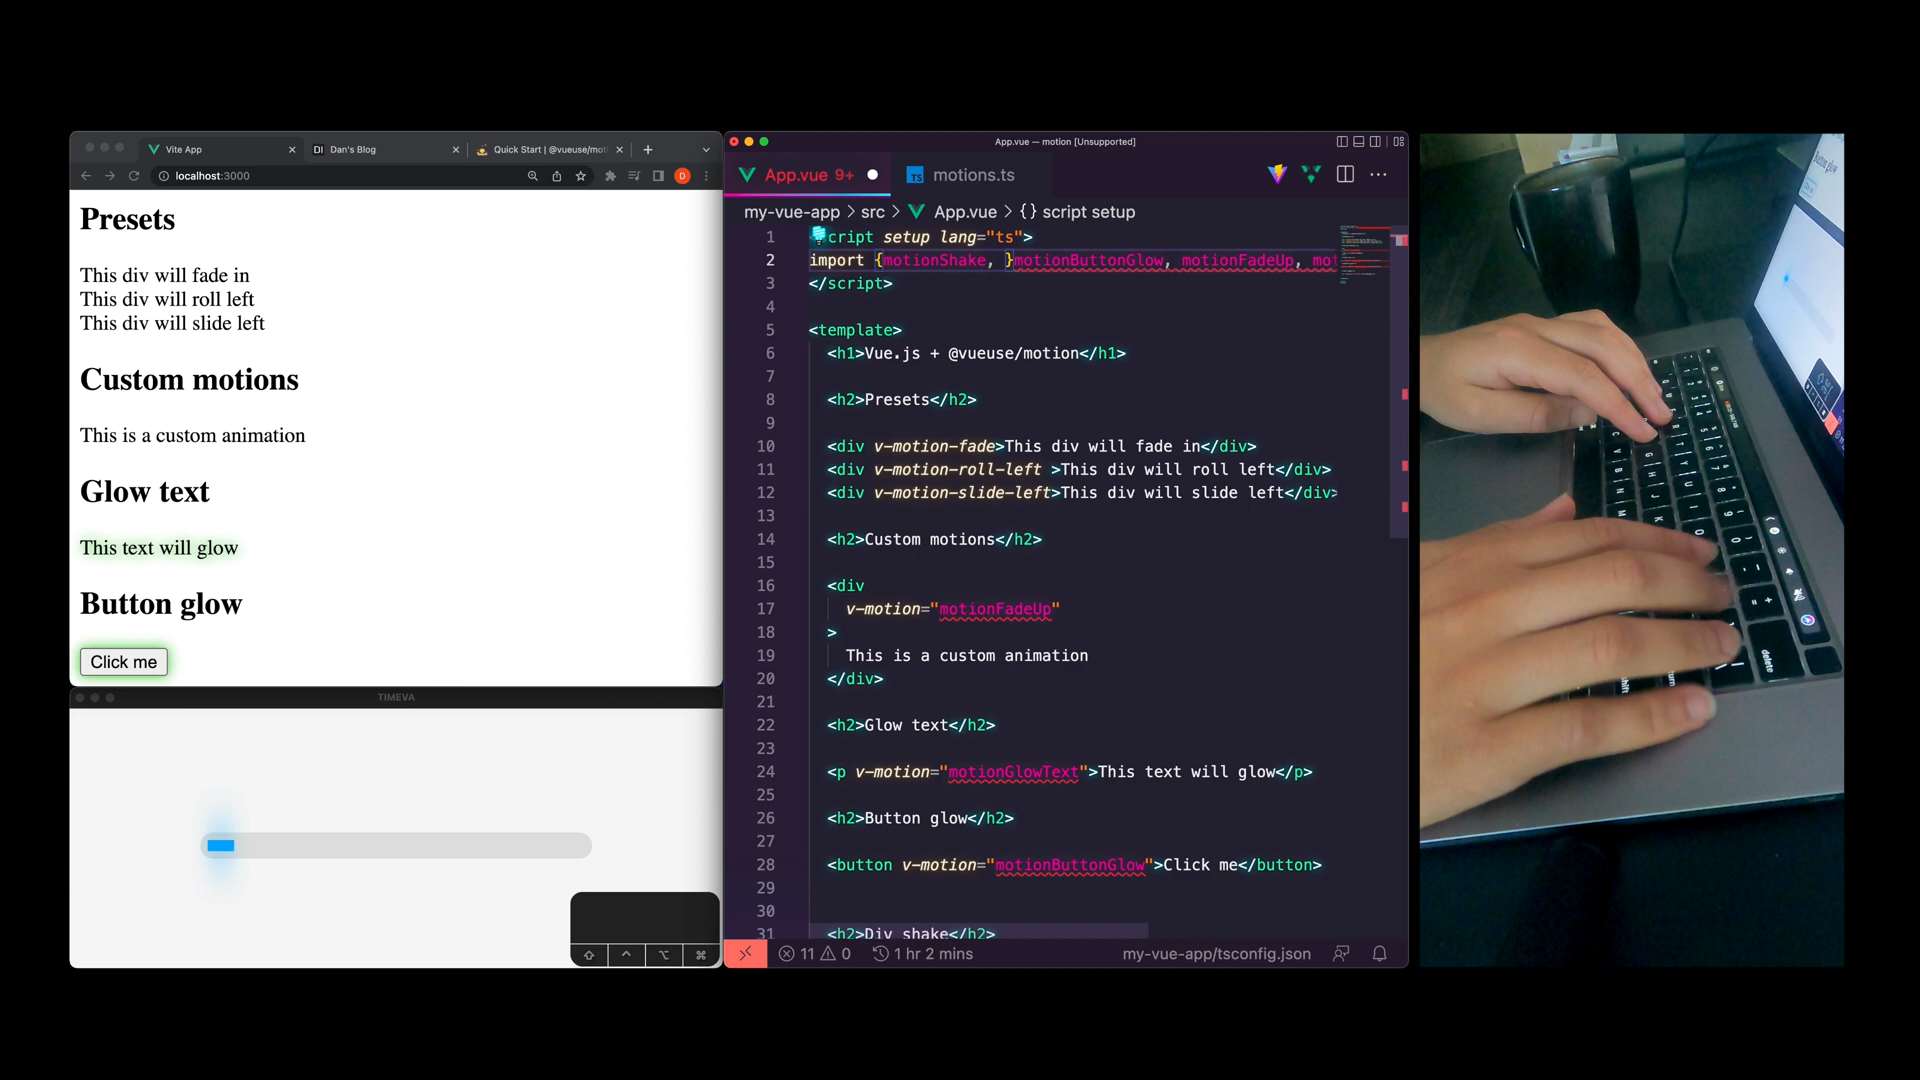 Vite App
DI Dan's Blog
Quick Start | @vueuse/mot
localhost:3000
D
Presets
This div will fade in
This div will roll left
This div will slide left
Custom motions
This is a custom animation
Glow text
This text will glow
Button glow
Click me
TIMEVA
App.vue — motion [Unsupported]
App.vue 9+
TS motions.ts
my-vue-app > src > App.vue > {} script setup
1 cript setup lang="ts">
2 import {motionShake, }motionButtonGlow, motionFadeUp, mot
3 </script>
4
5 <template>
6 <h1>Vue.js + @vueuse/motion</h1>
7
8 <h2>Presets</h2>
9
10 <div v-motion-fade>This div will fade in</div>
11 <div v-motion-roll-left >This div will roll left</div>
12 <div v-motion-slide-left>This div will slide left</div>
13
14 <h2>Custom motions</h2>
15
16 <div
17 v-motion="motionFadeUp"
18 >
19 This is a custom animation
20 </div>
21
22 <h2>Glow text</h2>
23
24 <p v-motion="motionGlowText">This text will glow</p>
25
26 <h2>Button glow</h2>
27
28 <button v-motion="motionButtonGlow">Click me</button>
29
30
31 <h2>Div shake</h2>
11 0
1 hr 2 mins
my-vue-app/tsconfig.json
Button glow
delete